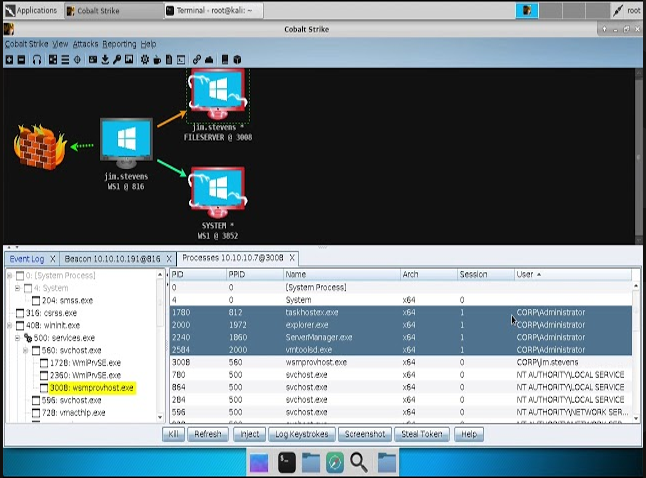 Applications
Cobalt Strike
Terminal - root@kali: ...
root
Cobalt Strike
Cobalt Strike View Attacks Reporting Help
jim.stevens *
FILESERVER @ 3008
jim.stevens
WS1 @ 816
SYSTEM *
WS1 @ 3852
Event Log X
Beacon 10.10.10.191@816 X
Processes 10.10.10.7@3008 X
0: [System Process]
4: System
204: smss.exe
316: csrss.exe
408: wininit.exe
500: services.exe
560: svchost.exe
1728: WmiPrvSE.exe
2360: WmiPrvSE.exe
3008: wsmprovhost.exe
596: svchost.exe
728: vmacthlp.exe
PID PPID Name Arch Session User
0 0 [System Process]
4 0 System x64 0
1780 812 taskhostex.exe x64 1 CORP\Administrator
2000 1972 explorer.exe x64 1 CORP\Administrator
2240 1860 ServerManager.exe x64 1 CORP\Administrator
2584 2000 vmtoolsd.exe x64 1 CORP\Administrator
3008 560 wsmprovhost.exe x64 0 CORP\jim.stevens
780 500 svchost.exe x64 0 NT AUTHORITY\LOCAL SERVICE
864 500 svchost.exe x64 0 NT AUTHORITY\LOCAL SERVICE
284 500 svchost.exe x64 0 NT AUTHORITY\LOCAL SERVICE
596 500 svchost.exe x64 0 NT AUTHORITY\NETWORK SER...
Kill Refresh Inject Log Keystrokes Screenshot Steal Token Help